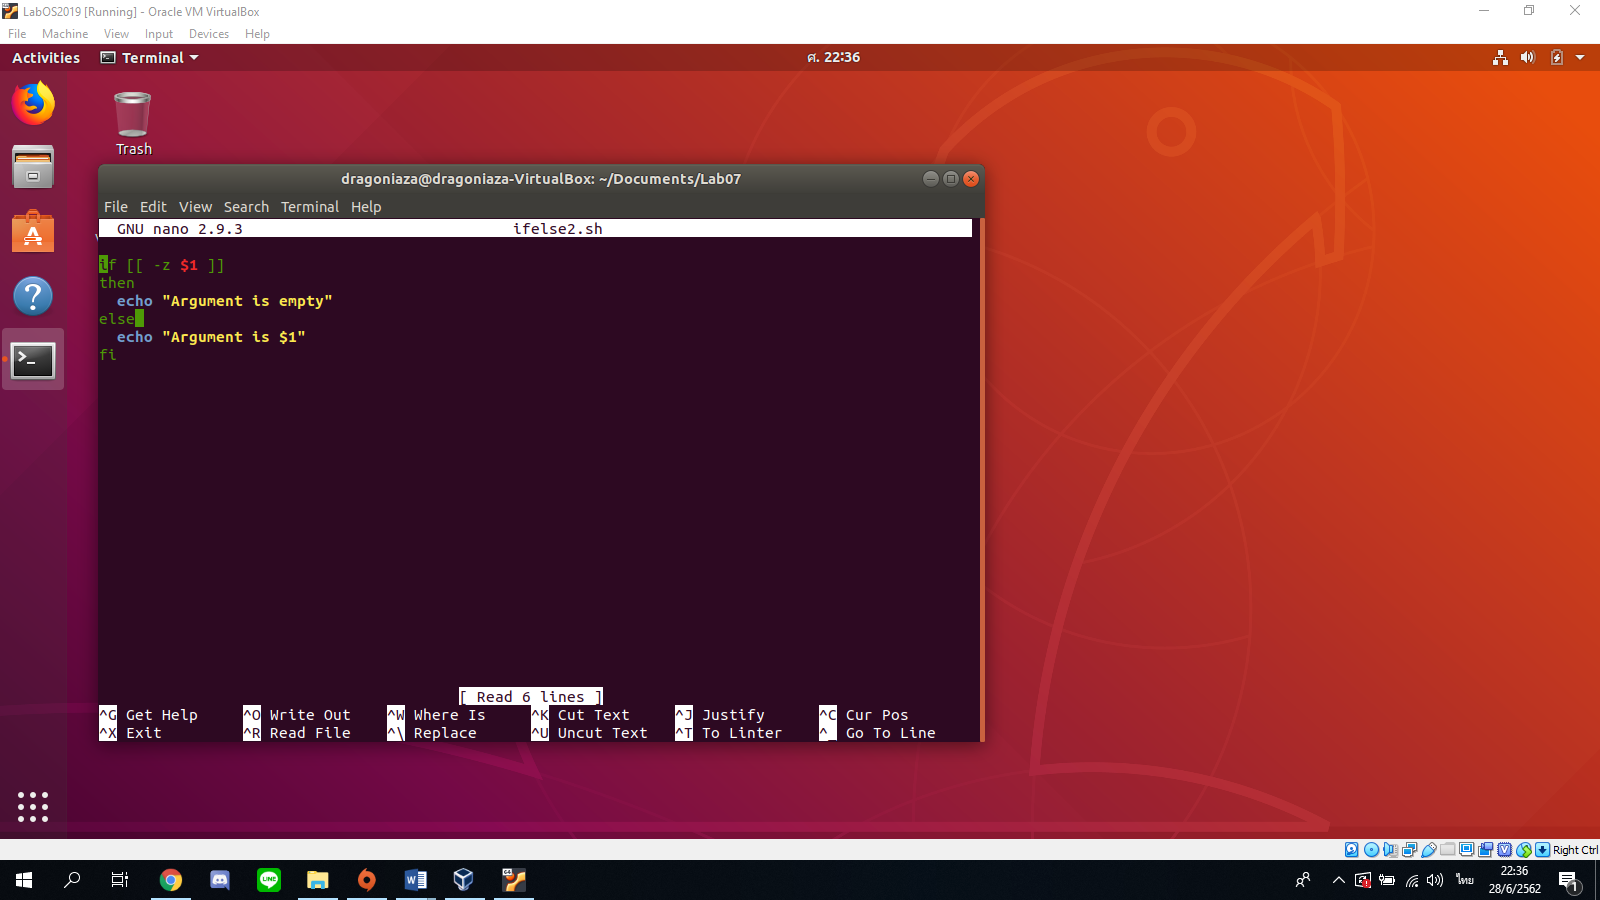 LabOS2019 [Running] - Oracle VM VirtualBox
File Machine View Input Devices Help
Activities Terminal ศ. 22:36
Trash
dragoniaza@dragoniaza-VirtualBox: ~/Documents/Lab07
File Edit View Search Terminal Help
GNU nano 2.9.3 ifelse2.sh
if [[ -z $1 ]]
then
echo "Argument is empty"
else
echo "Argument is $1"
fi
[ Read 6 lines ]
^G Get Help ^O Write Out ^W Where Is ^K Cut Text ^J Justify ^C Cur Pos
^X Exit ^R Read File ^\ Replace ^U Uncut Text ^T To Linter ^_ Go To Line
Right Ctrl
ไทย 22:36
28/6/2562
1